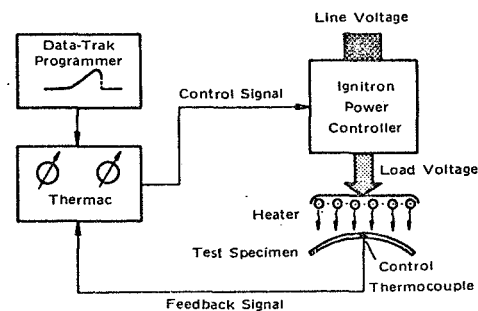 Line Voltage
Data-Trak
Programmer
Ignitron
Power
Controller
Control Signal
Thermac
Load Voltage
Heater
Test Specimen
Control
Thermocouple
Feedback Signal